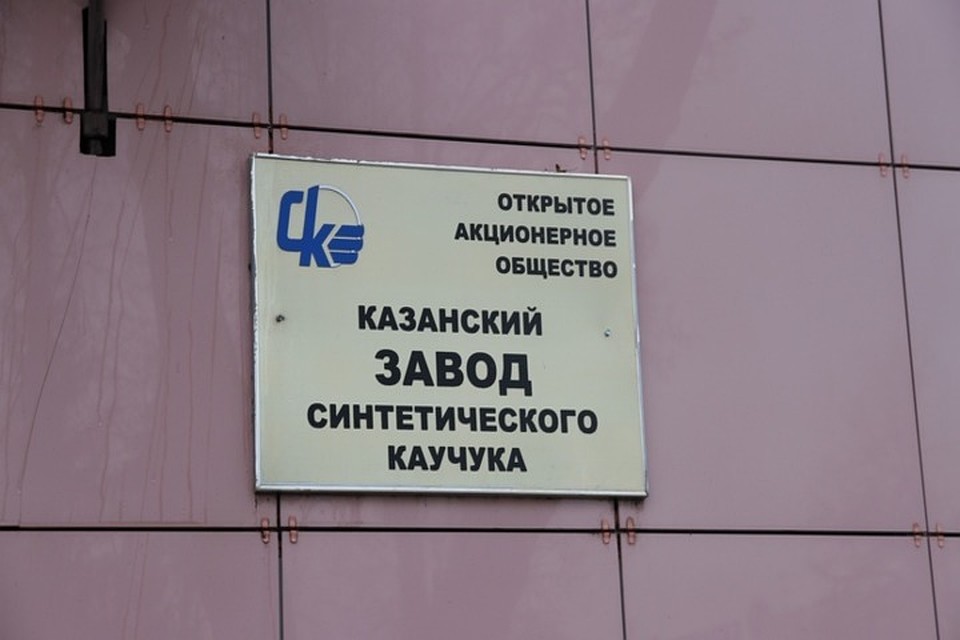 СК
ОТКРЫТОЕ
АКЦИОНЕРНОЕ
ОБЩЕСТВО
КАЗАНСКИЙ
ЗАВОД
СИНТЕТИЧЕСКОГО
КАУЧУКА